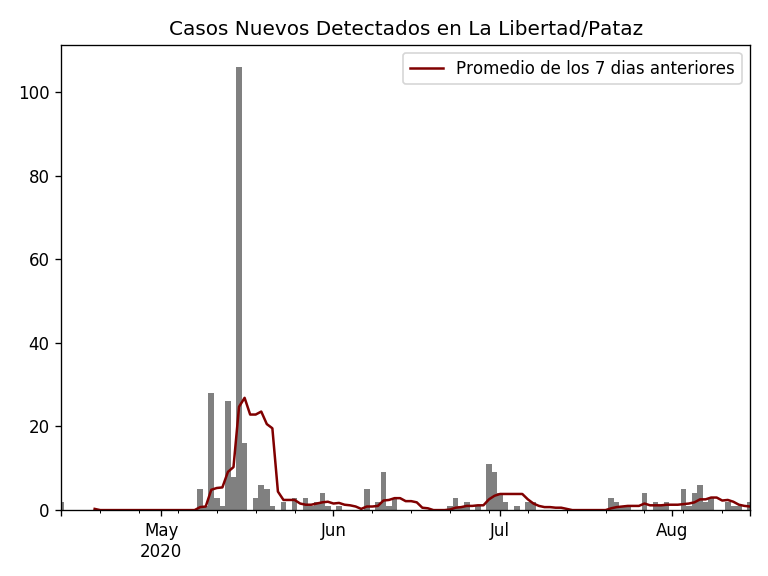 Casos Nuevos Detectados en La Libertad/Pataz
Promedio de los 7 dias anteriores
100
80
60
40
20
0
May
2020
Jun
Jul
Aug